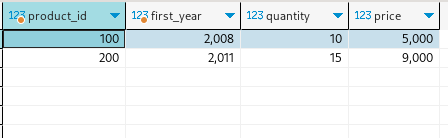 123 product_id 123 first_year 123 quantity 123 price
100 2,008 10 5,000
200 2,011 15 9,000